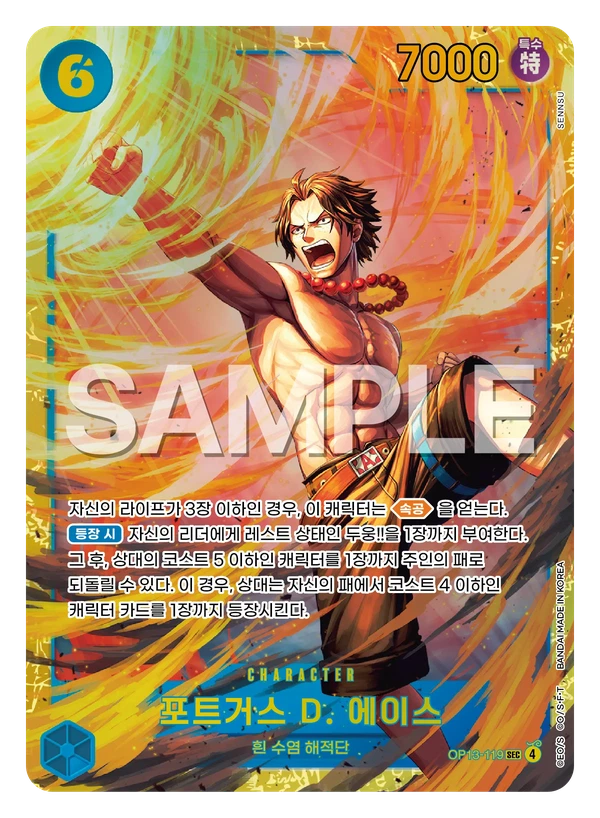 6
7000
특수
特
SENNSU
SAMPLE
자신의 라이프가 3장 이하인 경우, 이 캐릭터는 속공 을 얻는다.
등장 시 자신의 리더에게 레스트 상태인 두웅!!을 1장까지 부여한다.
그 후, 상대의 코스트 5 이하인 캐릭터를 1장까지 주인의 패로
되돌릴 수 있다. 이 경우, 상대는 자신의 패에서 코스트 4 이하인
캐릭터 카드를 1장까지 등장시킨다.
A
CHARACTER
포트거스 D. 에이스
흰 수염 해적단
OP13-119 SEC 4
©EO/S ©O/S·F·T BANDAI MADE IN KOREA